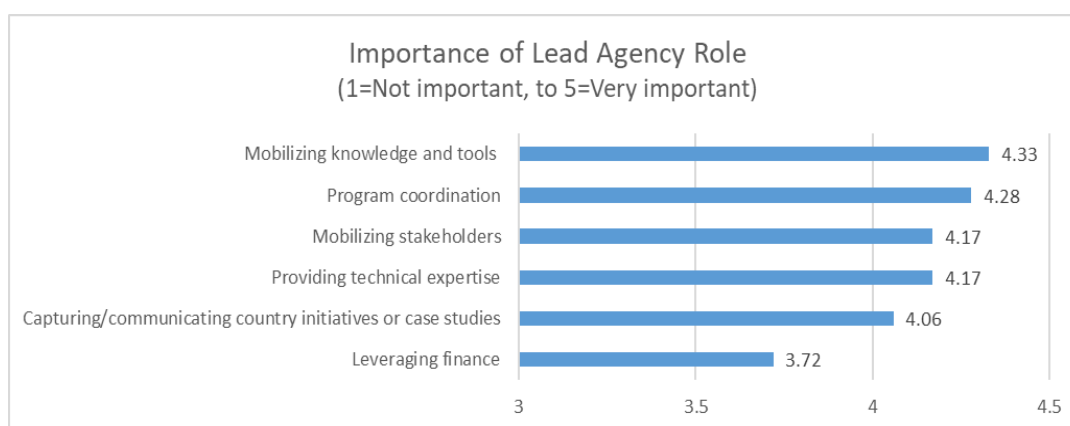 Importance of Lead Agency Role
(1=Not important, to 5=Very important)
Mobilizing knowledge and tools 4.33
Program coordination 4.28
Mobilizing stakeholders 4.17
Providing technical expertise 4.17
Capturing/communicating country initiatives or case studies 4.06
Leveraging finance 3.72
3 3.5 4 4.5